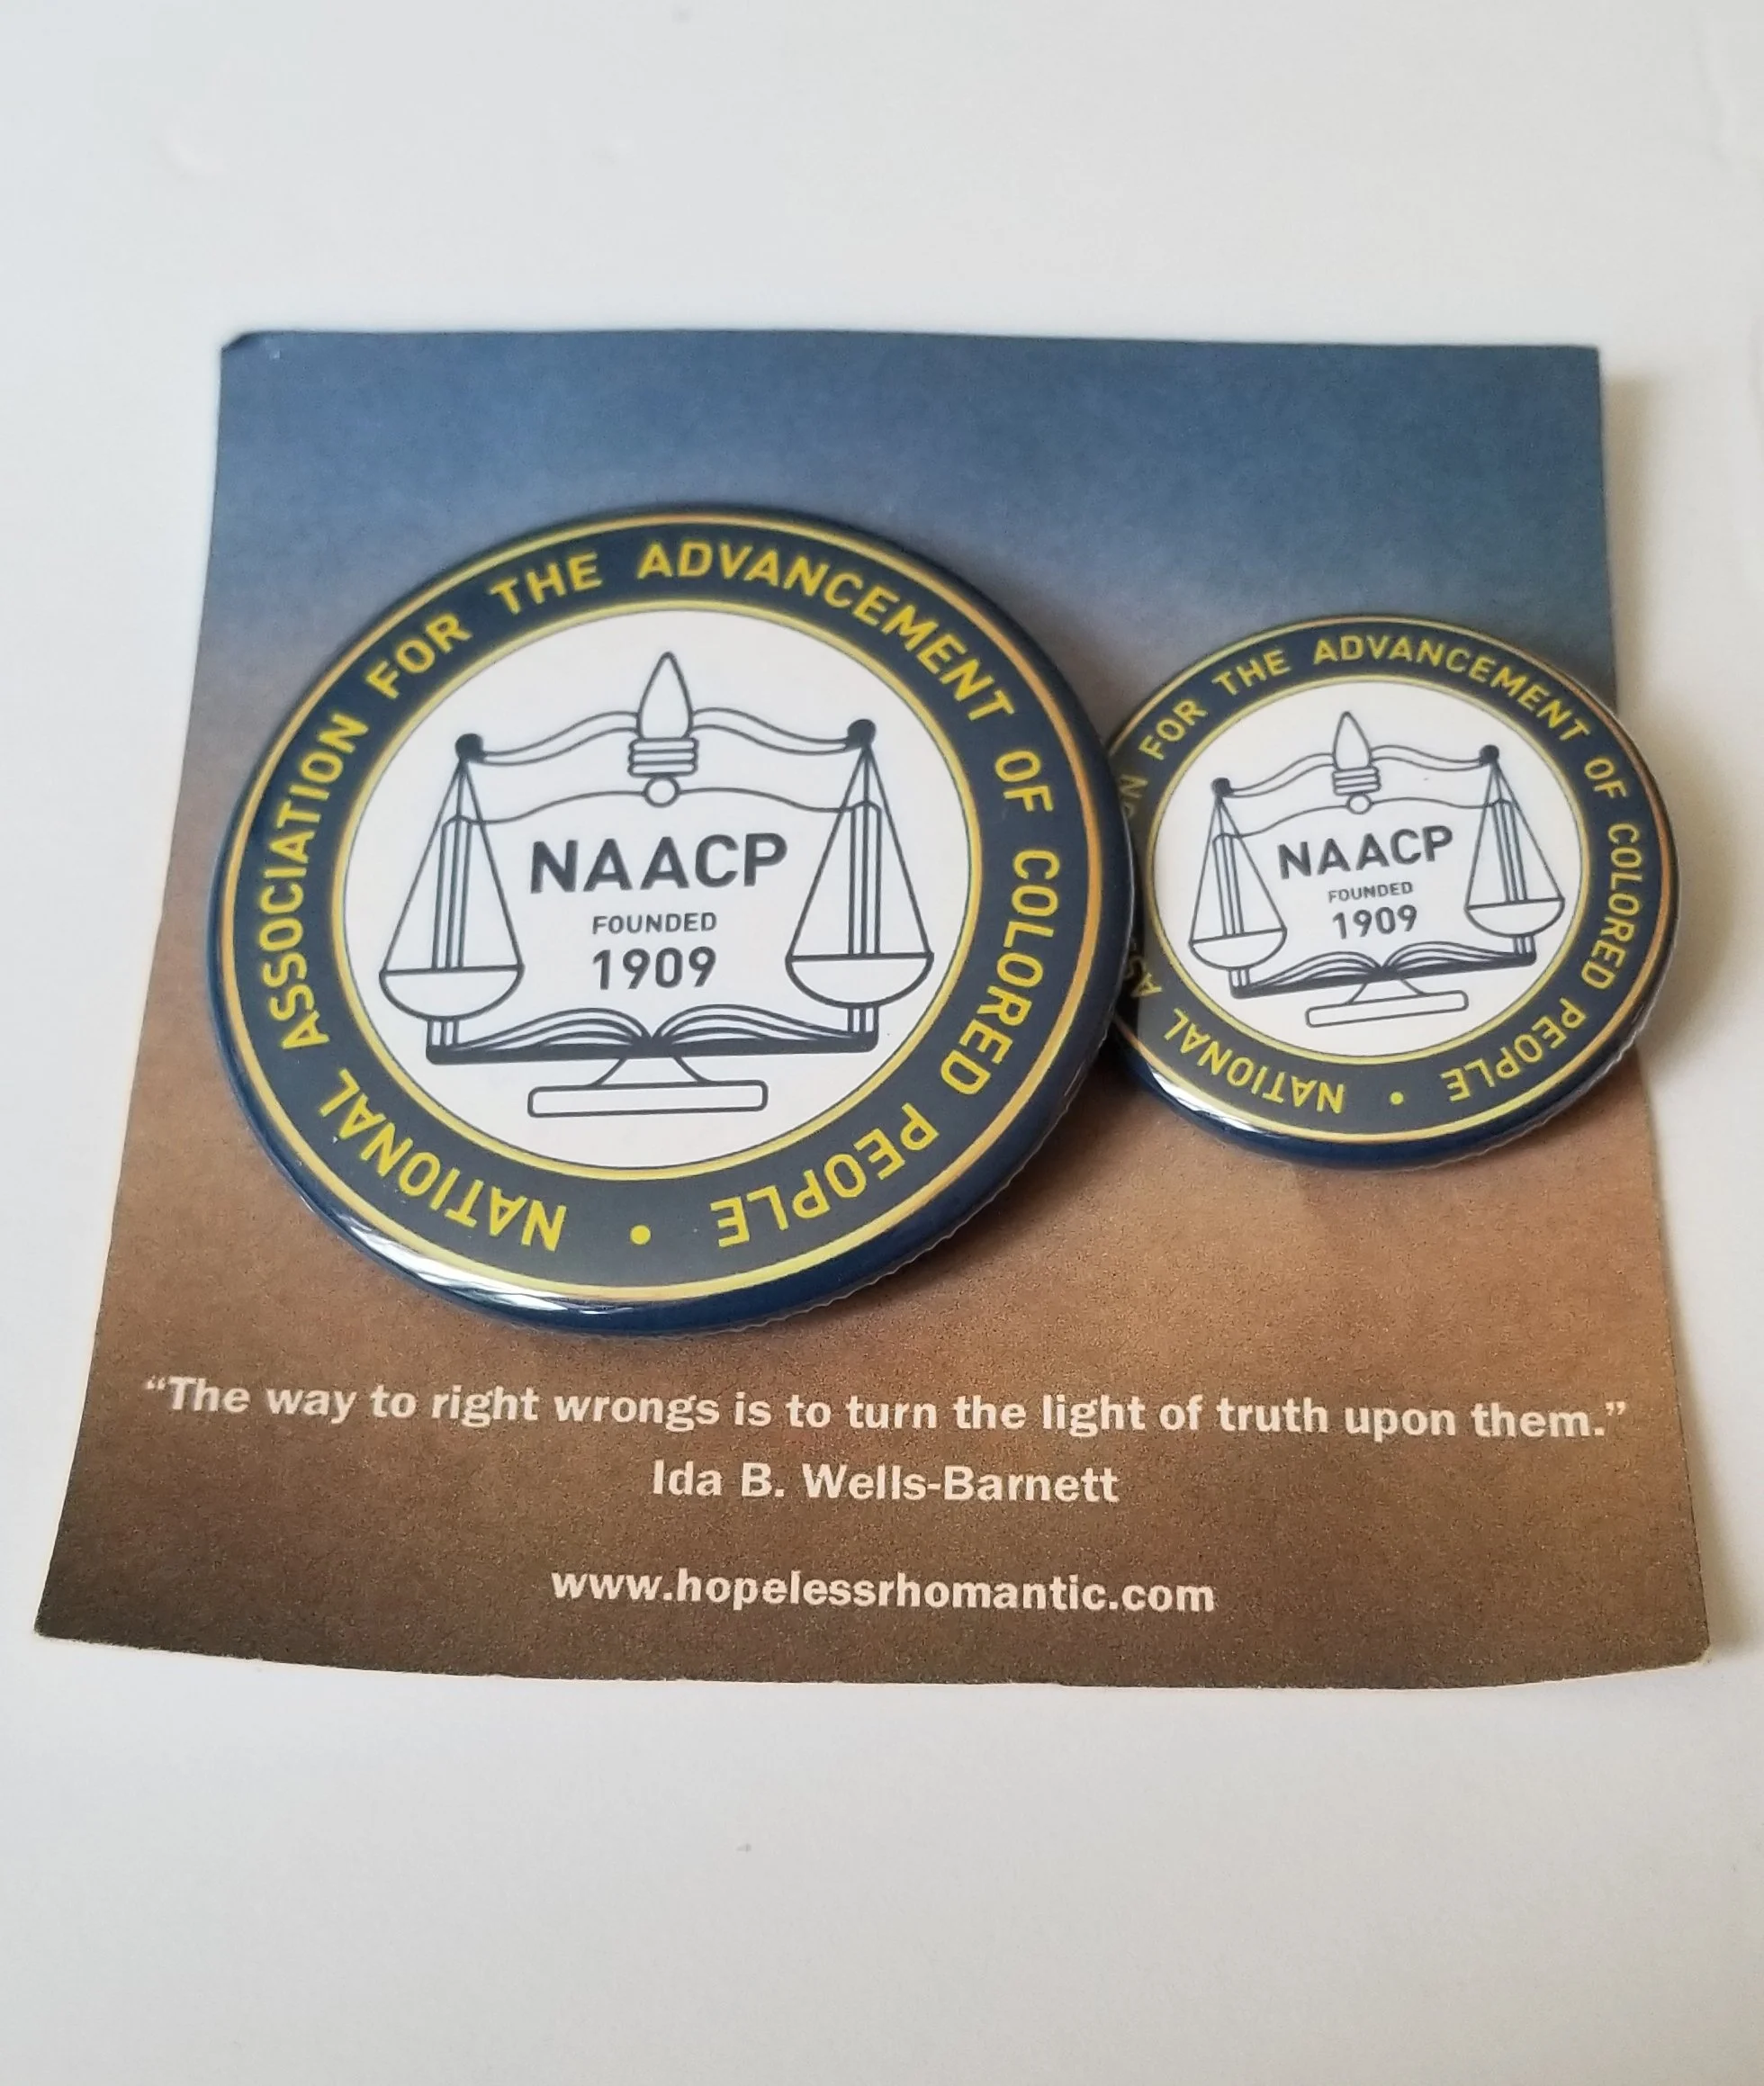 NATIONAL ASSOCIATION FOR THE ADVANCEMENT OF COLORED PEOPLE •
NAACP
FOUNDED
1909
NATIONAL FOR THE ADVANCEMENT OF COLORED PEOPLE •
NAACP
FOUNDED
1909
“The way to right wrongs is to turn the light of truth upon them.”
Ida B. Wells-Barnett
www.hopelessrhomantic.com